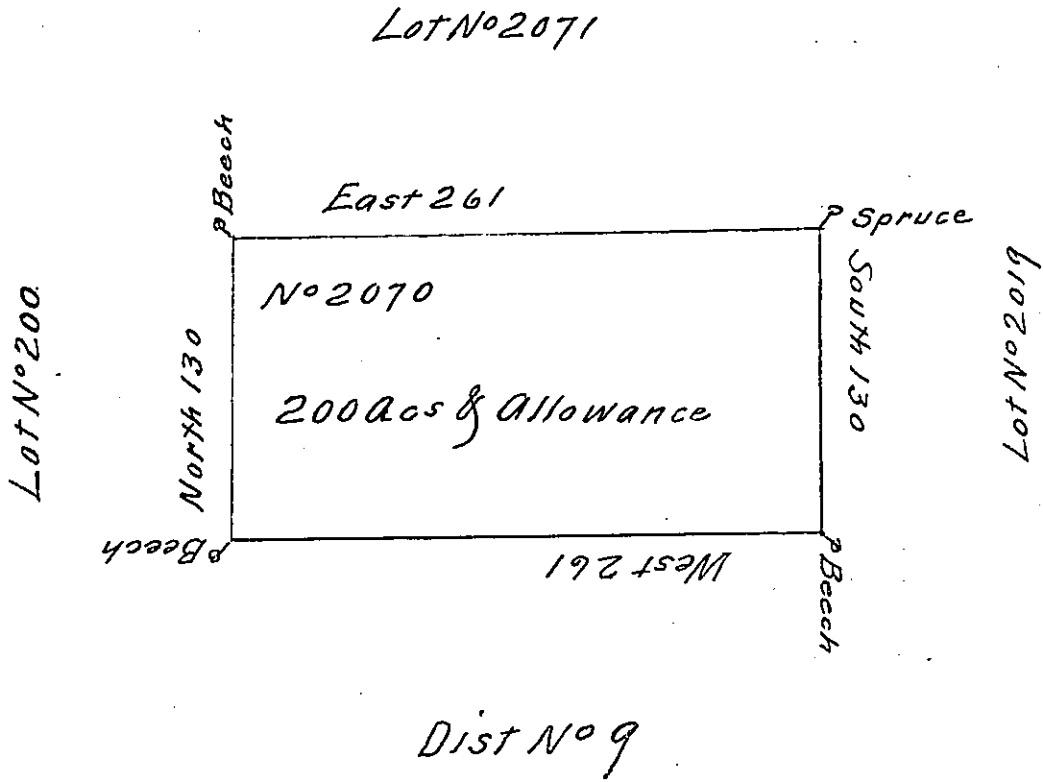 Lot No 2071
Beech
East 261
Spruce
No 2070
South 130
Lot No 2019
Lot No 200.
North 130
200 Acs & Allowance
Beech
West 261
Beech
Dist No 9